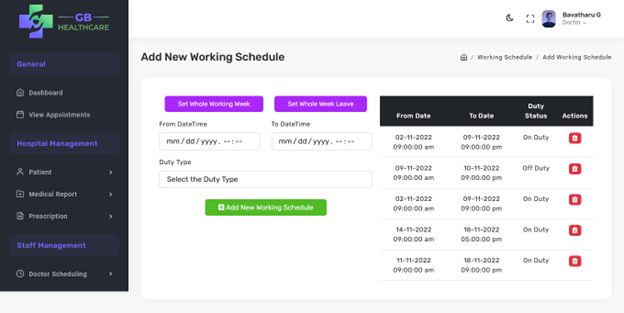 GB
HEALTHCARE
Bavatharu G
Doctor
General
Dashboard
View Appointments
Hospital Management
Patient
Medical Report
Prescription
Staff Management
Doctor Scheduling
Add New Working Schedule
/ Working Schedule / Add Working Schedule
Set Whole Working Week
Set Whole Week Leave
From DateTime
To DateTime
mm/dd/yyyy, --:--
mm/dd/yyyy, --:--
Duty Type
Select the Duty Type
Add New Working Schedule
From Date To Date Duty Status Actions
02-11-2022 09-11-2022 On Duty
09:00:00 am 09:00:00 pm
09-11-2022 10-11-2022 Off Duty
09:00:00 am 09:00:00 pm
02-11-2022 09-11-2022 On Duty
09:00:00 am 09:00:00 pm
14-11-2022 18-11-2022 On Duty
09:00:00 am 05:00:00 pm
11-11-2022 18-11-2022 On Duty
09:00:00 am 09:00:00 pm